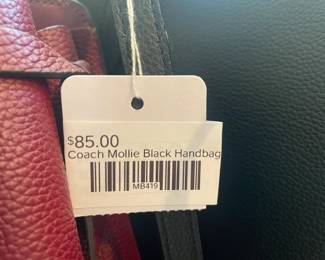 $85.00
Coach Mollie Black Handbag
MB419